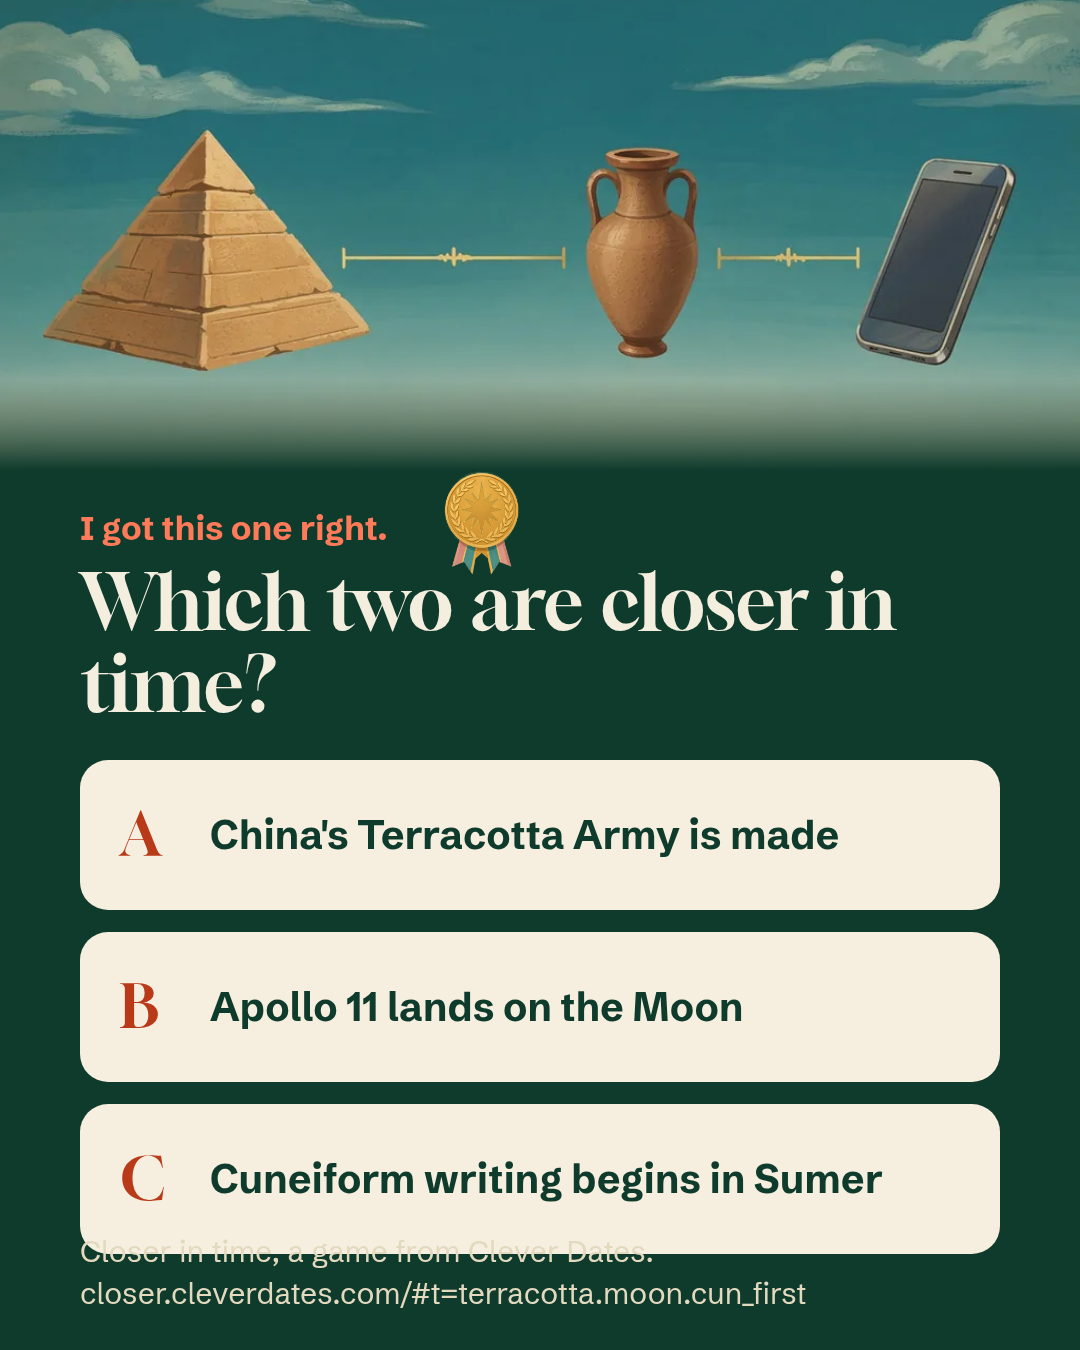 I got this one right.
Which two are closer in
time?
A China's Terracotta Army is made
B Apollo 11 lands on the Moon
C Cuneiform writing begins in Sumer
Closer in time, a game from Clever Dates.
closer.cleverdates.com/#t=terracotta.moon.cun_first